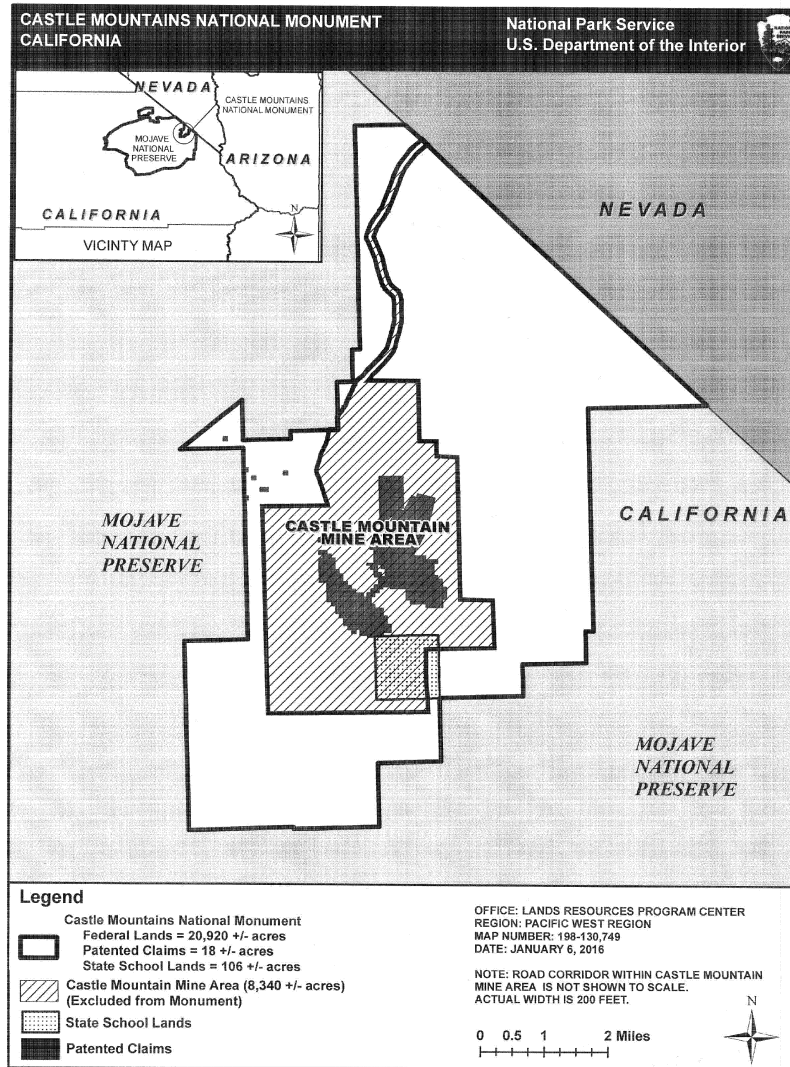 CASTLE MOUNTAINS NATIONAL MONUMENT
CALIFORNIA
National Park Service
U.S. Department of the Interior
NEVADA
CASTLE MOUNTAINS
NATIONAL MONUMENT
MOJAVE
NATIONAL
PRESERVE
ARIZONA
CALIFORNIA
N
VICINTY MAP
NEVADA
CALIFORNIA
MOJAVE
NATIONAL
PRESERVE
CASTLE MOUNTAIN
MINE AREA
MOJAVE
NATIONAL
PRESERVE
Legend
Castle Mountains National Monument
Federal Lands = 20,920 +/- acres
Patented Claims = 18 +/- acres
State School Lands = 106 +/- acres
Castle Mountain Mine Area (8,340 +/- acres)
(Excluded from Monument)
State School Lands
Patented Claims
OFFICE: LANDS RESOURCES PROGRAM CENTER
REGION: PACIFIC WEST REGION
MAP NUMBER: 198-130,749
DATE: JANUARY 6, 2016
NOTE: ROAD CORRIDOR WITHIN CASTLE MOUNTAIN
MINE AREA IS NOT SHOWN TO SCALE.
ACTUAL WIDTH IS 200 FEET.
N
0 0.5 1 2 Miles